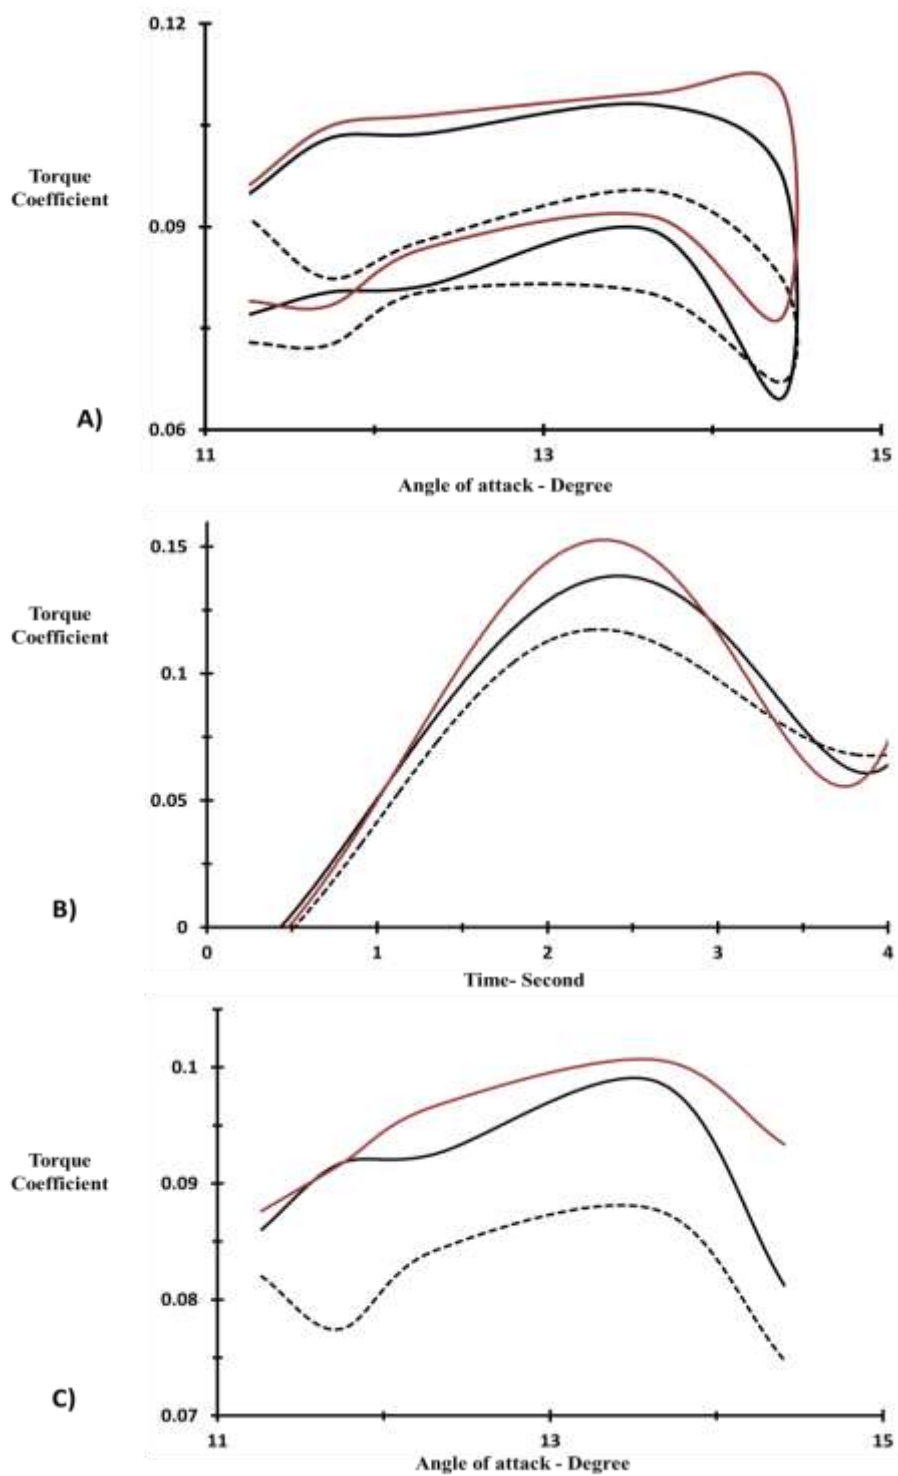 0.12
Torque
Coefficient
0.09
A)
0.06
11 13 15
Angle of attack - Degree
0.15
Torque
Coefficient
0.1
0.05
B)
0
0 1 2 3 4
Time- Second
0.1
Torque
Coefficient
0.09
0.08
C)
0.07
11 13 15
Angle of attack - Degree